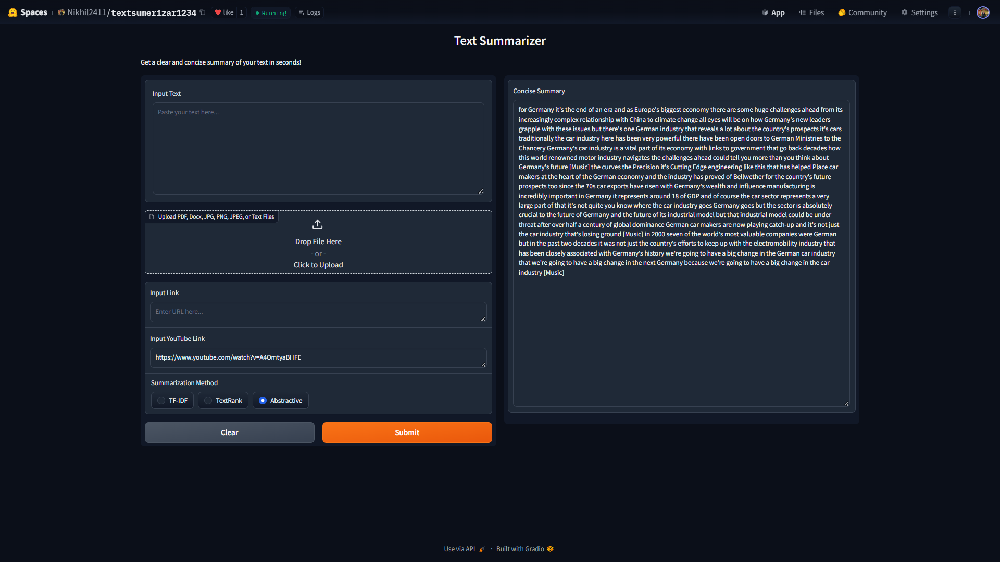 Spaces
Nikhil2411/textsumerizar1234
like 1
Running
Logs
App
Files
Community
Settings
Text Summarizer
Get a clear and concise summary of your text in seconds!
Input Text
Paste your text here...
Upload PDF, Docx, JPG, PNG, JPEG, or Text Files
Drop File Here
- or -
Click to Upload
Input Link
Enter URL here...
Input YouTube Link
https://www.youtube.com/watch?v=A4OmtyaBHFE
Summarization Method
TF-IDF
TextRank
Abstractive
Clear
Submit
Concise Summary
for Germany it's the end of an era and as Europe's biggest economy there are some huge challenges ahead from its
increasingly complex relationship with China to climate change all eyes will be on how Germany's new leaders
grapple with these issues but there's one German industry that reveals a lot about the country's prospects it's cars
traditionally the car industry here has been very powerful there have been open doors to German Ministries to the
Chancery Germany's car industry is a vital part of its economy with links to government that go back decades how
this world renowned motor industry navigates the challenges ahead could tell you more than you think about
Germany's future [Music] the curves the Precision it's Cutting Edge engineering like this that has helped Place car
makers at the heart of the German economy and the industry has proved of Bellwether for the country's future
prospects too since the 70s car exports have risen with Germany's wealth and influence manufacturing is
incredibly important in Germany it represents around 18 of GDP and of course the car sector represents a very
large part of that it's not quite you know where the car industry goes Germany goes but the sector is absolutely
crucial to the future of Germany and the future of its industrial model but that industrial model could be under
threat after over half a century of global dominance German car makers are now playing catch-up and it's not just
the car industry that's losing ground [Music] in 2000 seven of the world's most valuable companies were German
but in the past two decades it was not just the country's efforts to keep up with the electromobility industry that
has been closely associated with Germany's history we're going to have a big change in the German car industry
that we're going to have a big change in the next Germany because we're going to have a big change in the car
industry [Music]
Use via API · Built with Gradio